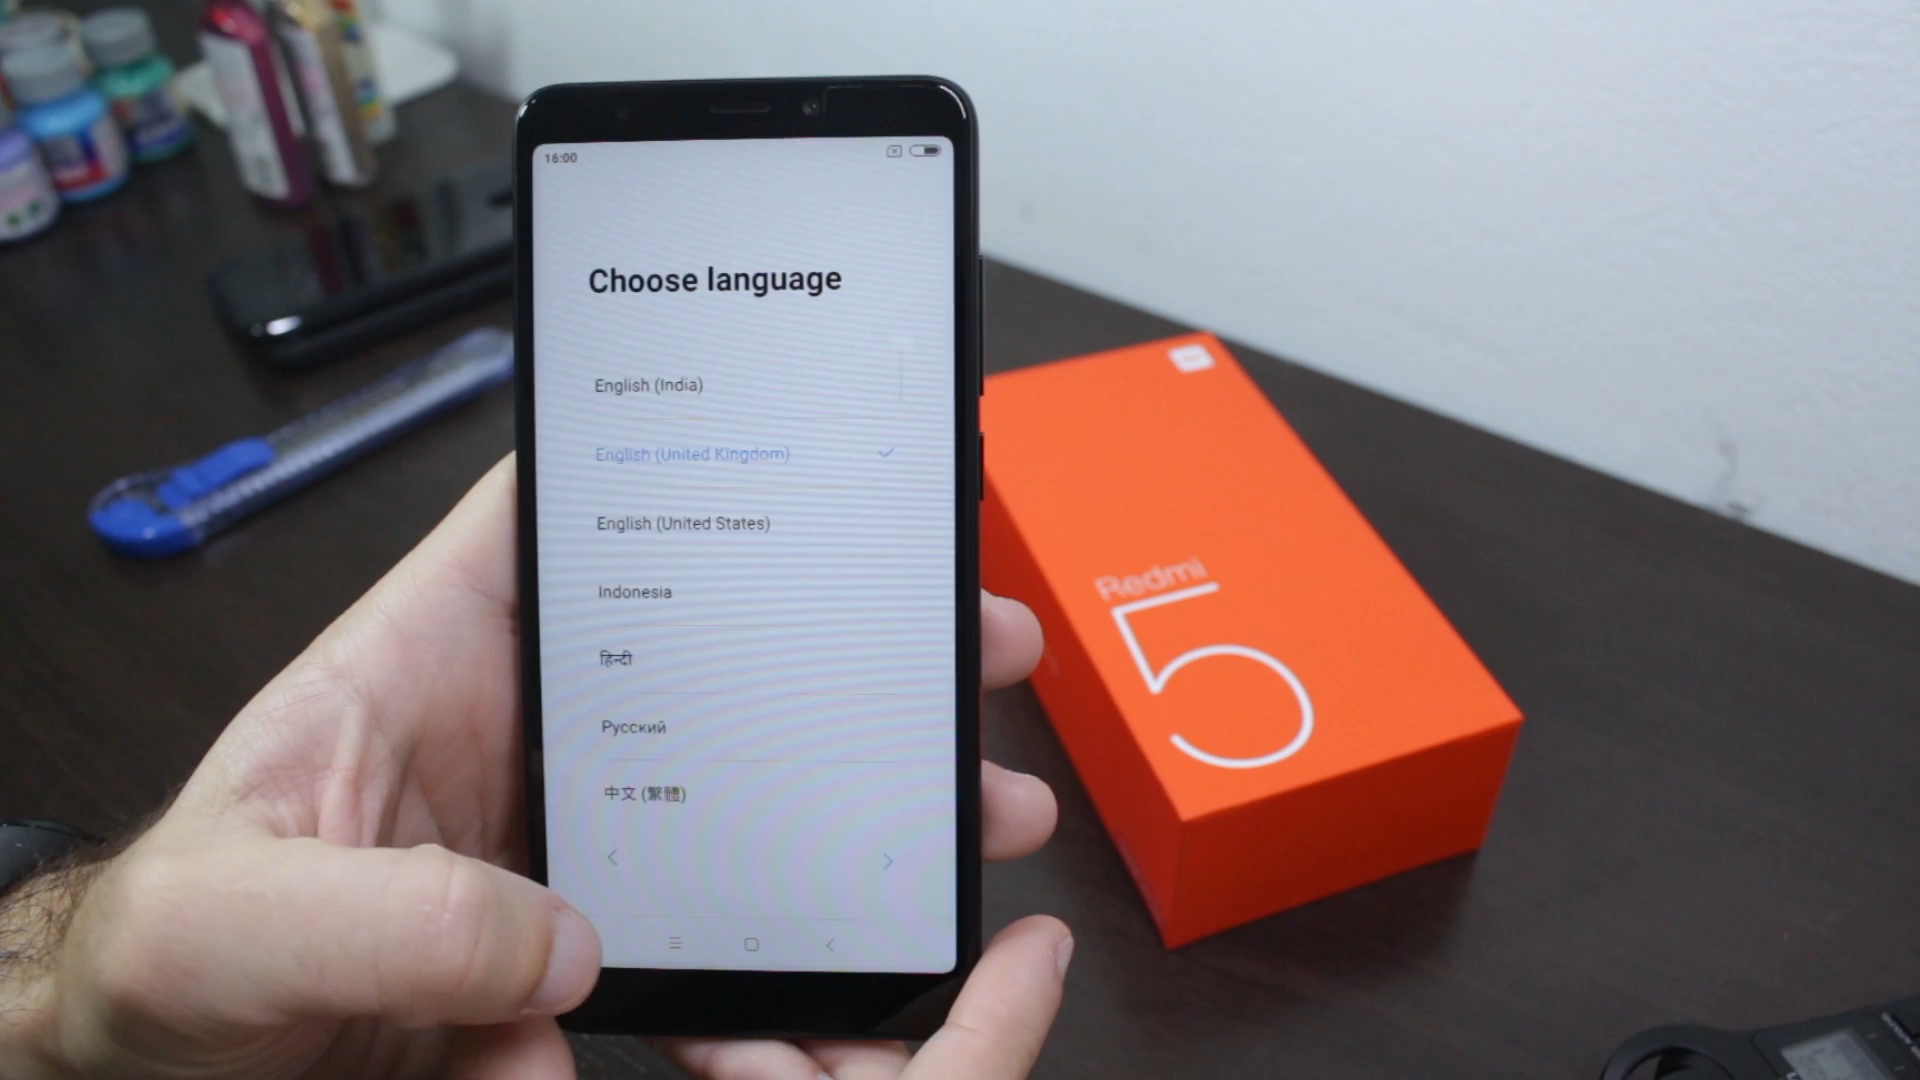 16:00
Choose language
English (India)
English (United Kingdom)
English (United States)
Indonesia
हिन्दी
Русский
中文 (繁體)
Redmi
5